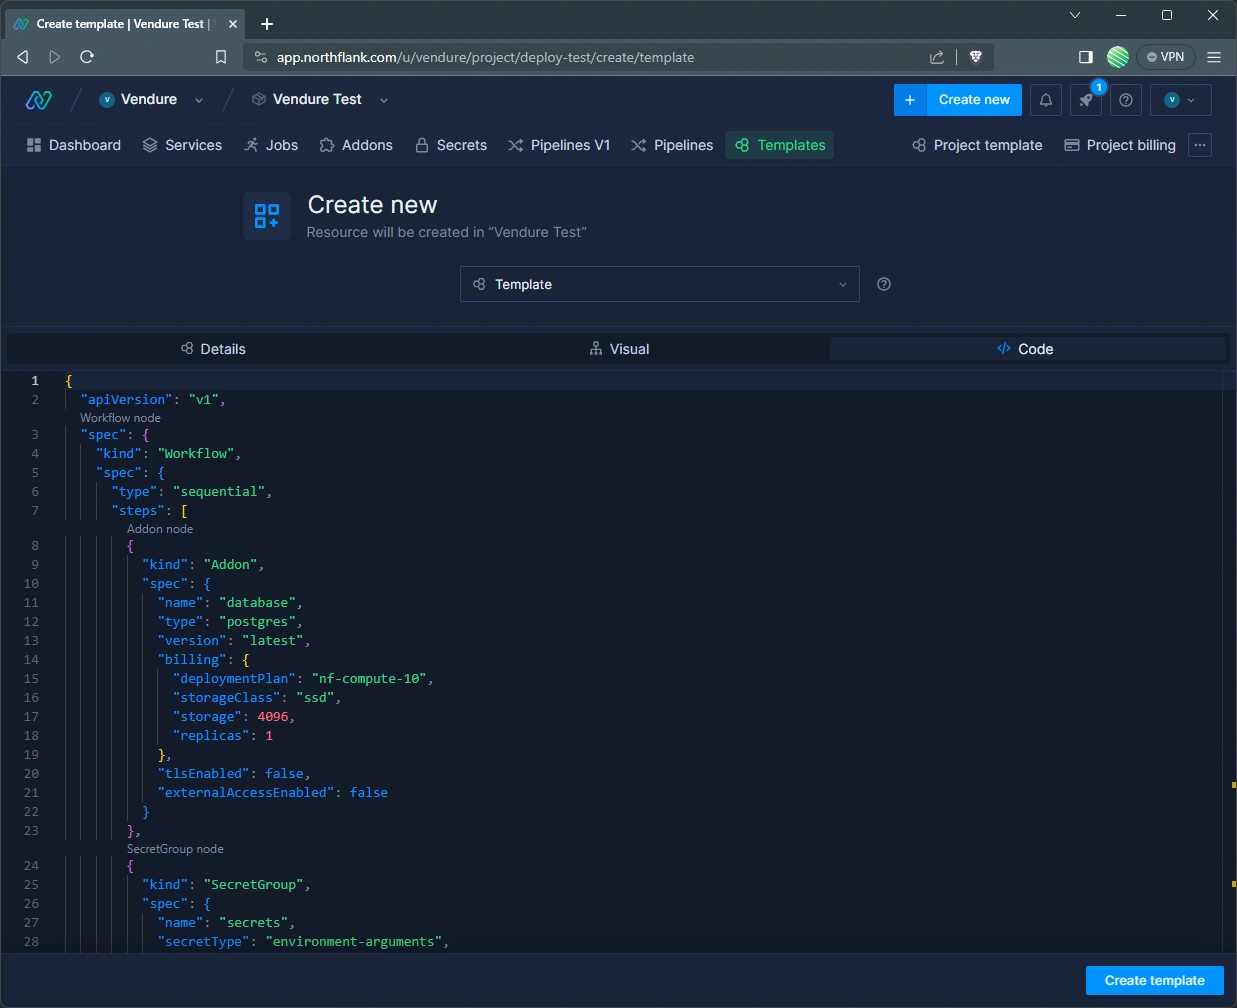 Create template | Vendure Test |
app.northflank.com/u/vendure/project/deploy-test/create/template
VPN
V Vendure
Vendure Test
+ Create new
1
V
Dashboard
Services
Jobs
Addons
Secrets
Pipelines V1
Pipelines
Templates
Project template
Project billing
Create new
Resource will be created in “Vendure Test”
Template
Details
Visual
Code
1 {
2 "apiVersion": "v1",
Workflow node
3 "spec": {
4 "kind": "Workflow",
5 "spec": {
6 "type": "sequential",
7 "steps": [
Addon node
8 {
9 "kind": "Addon",
10 "spec": {
11 "name": "database",
12 "type": "postgres",
13 "version": "latest",
14 "billing": {
15 "deploymentPlan": "nf-compute-10",
16 "storageClass": "ssd",
17 "storage": 4096,
18 "replicas": 1
19 },
20 "tlsEnabled": false,
21 "externalAccessEnabled": false
22 }
23 },
SecretGroup node
24 {
25 "kind": "SecretGroup",
26 "spec": {
27 "name": "secrets",
28 "secretType": "environment-arguments",
Create template